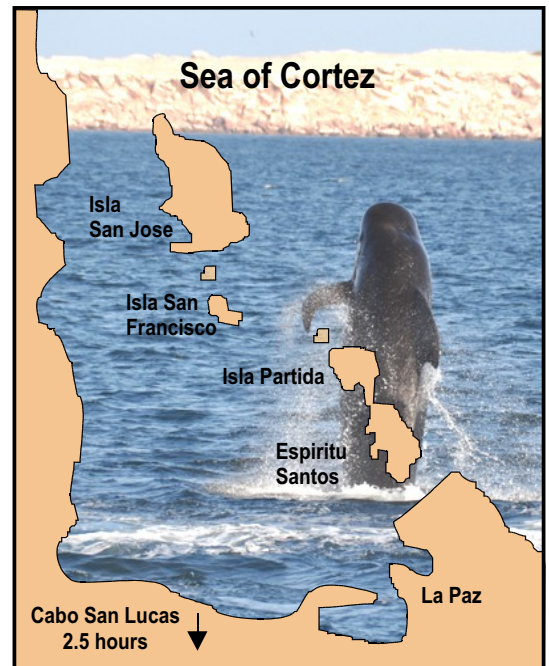 Sea of Cortez
Isla
San Jose
Isla San
Francisco
Isla Partida
Espiritu
Santos
La Paz
Cabo San Lucas
2.5 hours